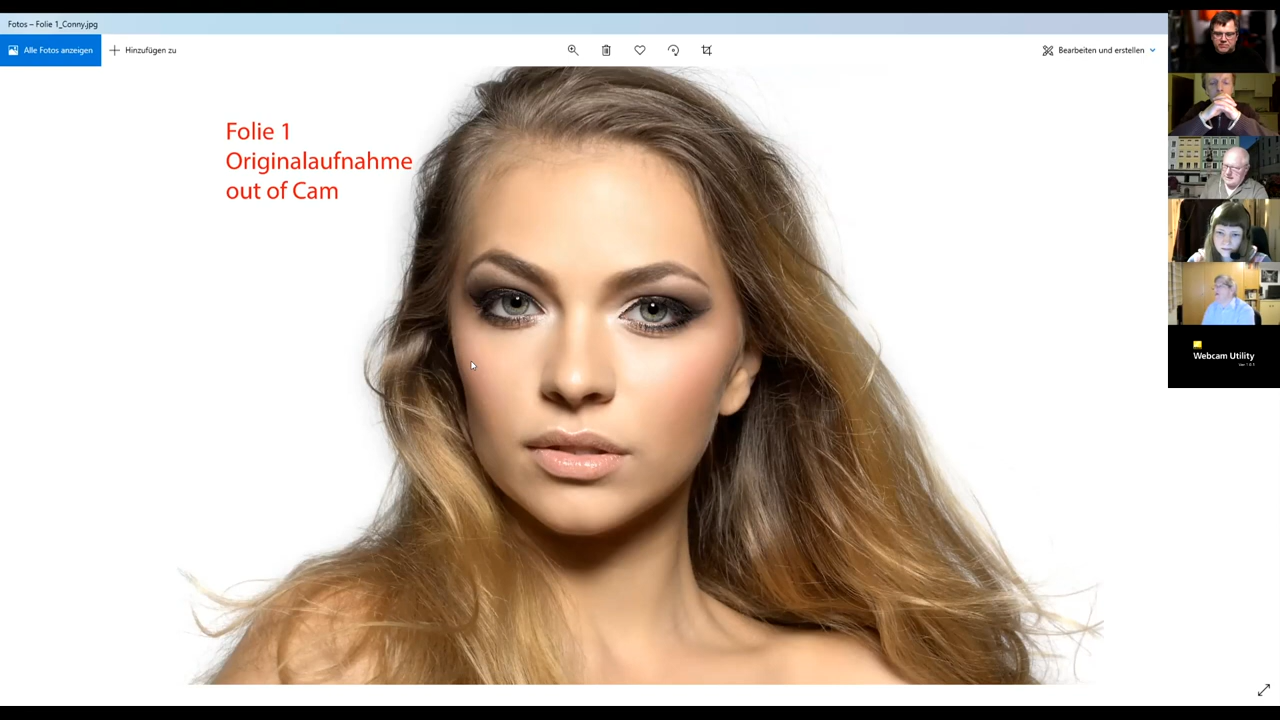 Fotos – Folie 1_Conny.jpg
Alle Fotos anzeigen
Hinzufügen zu
Bearbeiten und erstellen
Folie 1
Originalaufnahme
out of Cam
Webcam Utility